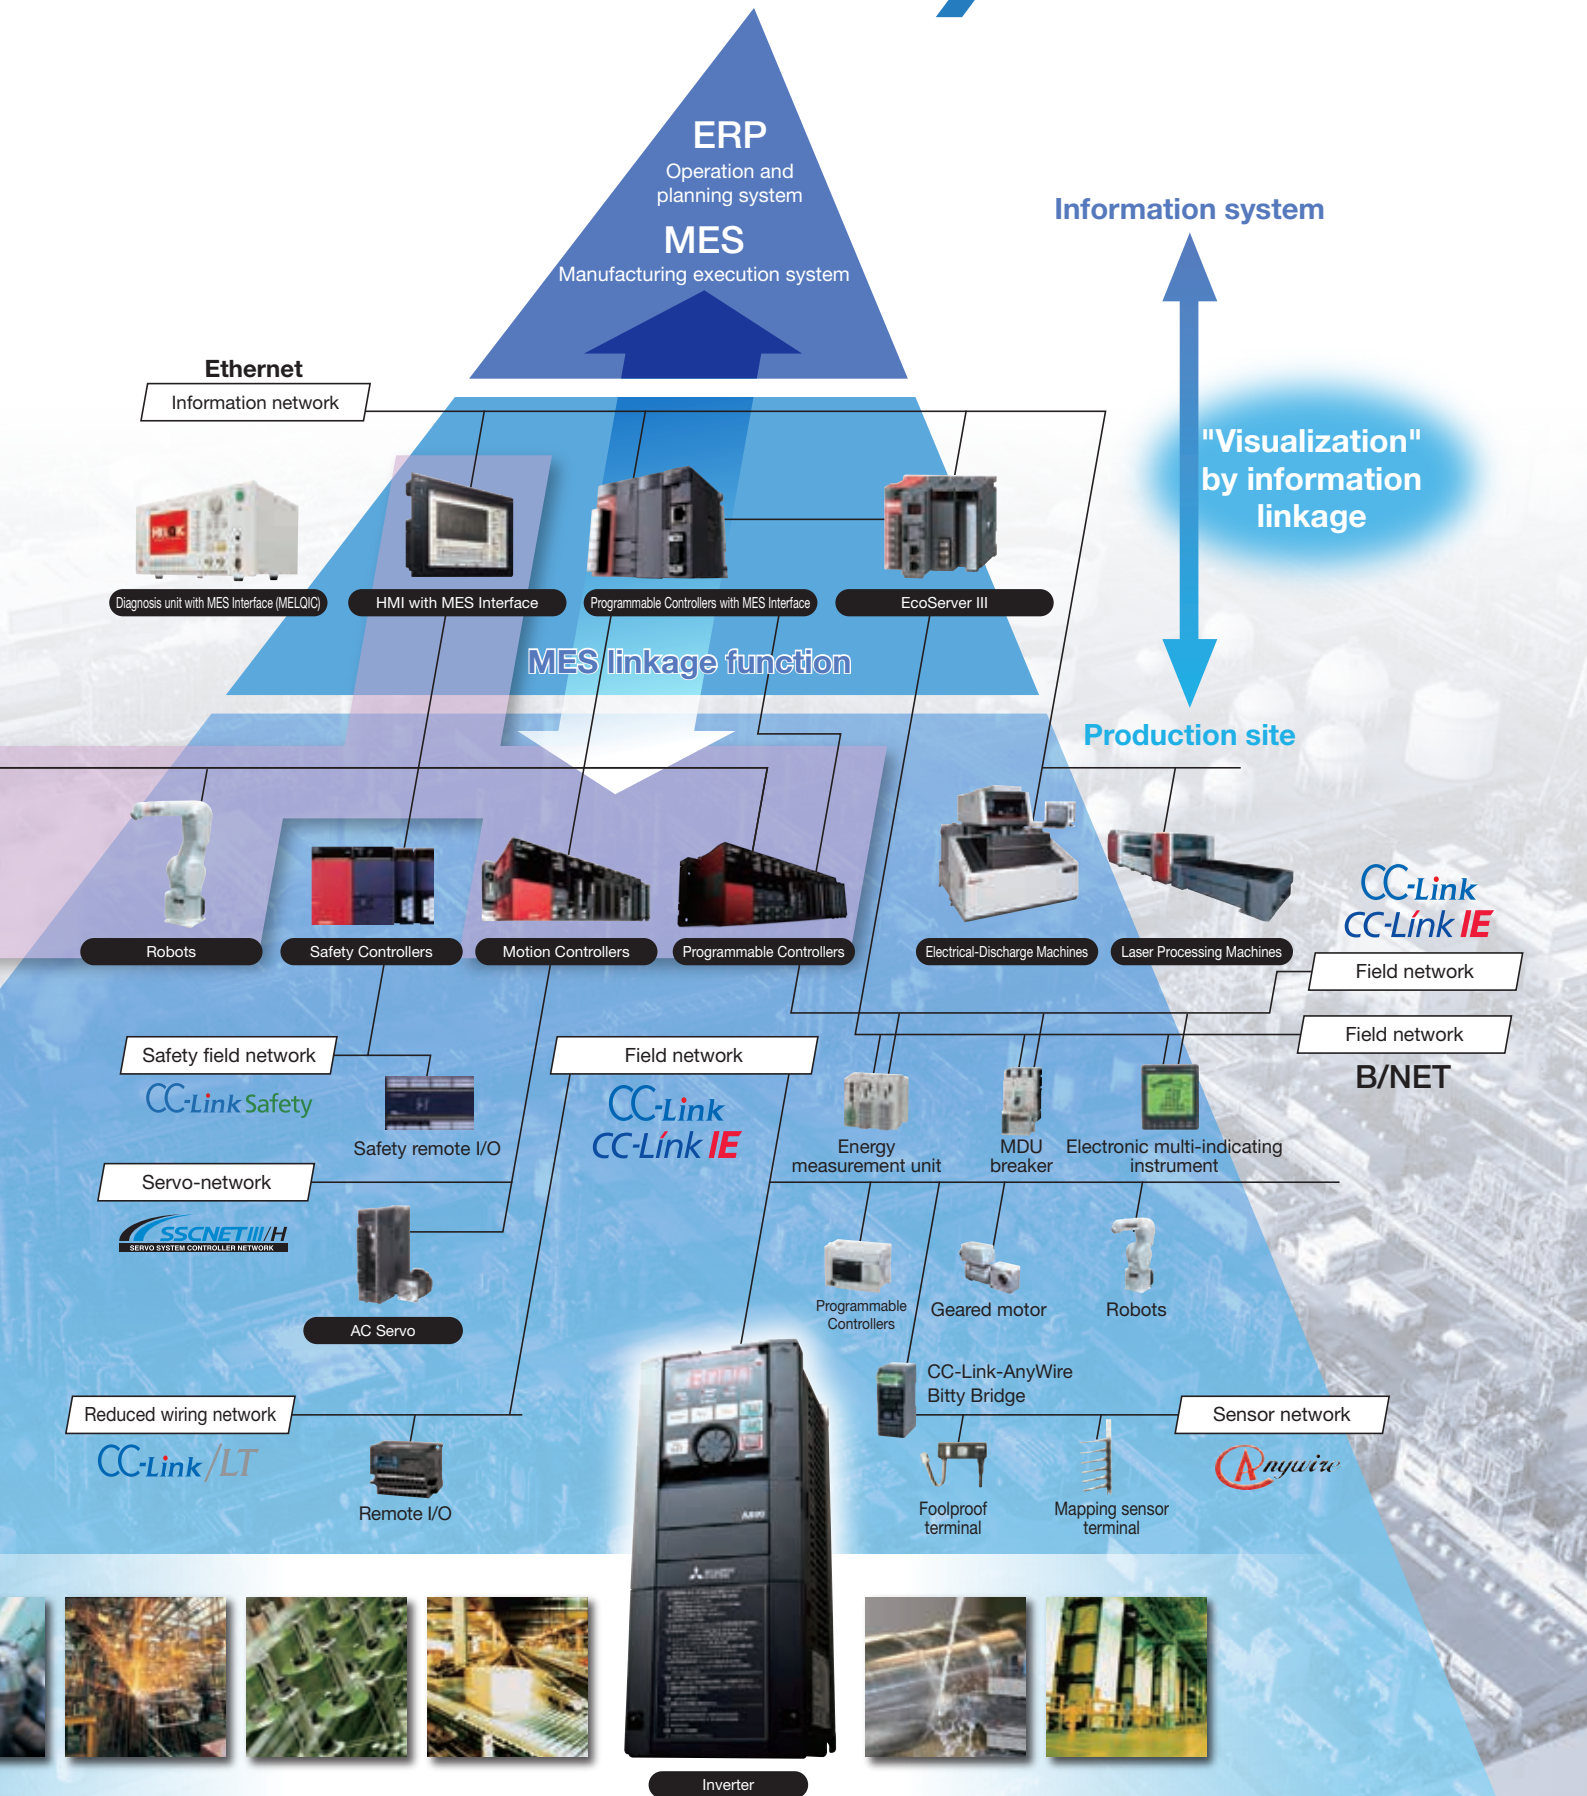 ERP
Operation and
planning system
MES
Manufacturing execution system
Information system
Ethernet
Information network
"Visualization"
by information
linkage
Diagnosis unit with MES Interface (MELQIC)
HMI with MES Interface
Programmable Controllers with MES Interface
EcoServer III
MES linkage function
Production site
Robots
Safety Controllers
Motion Controllers
Programmable Controllers
Electrical-Discharge Machines
Laser Processing Machines
CC-Link
CC-Link IE
Field network
Field network
B/NET
Safety field network
CC-Link Safety
Safety remote I/O
Field network
CC-Link
CC-Link IE
Energy
measurement unit
MDU
breaker
Electronic multi-indicating
instrument
Servo-network
SSCNETIII/H
SERVO SYSTEM CONTROLLER NETWORK
AC Servo
Programmable
Controllers
Geared motor
Robots
CC-Link-AnyWire
Bitty Bridge
Reduced wiring network
CC-Link/LT
Remote I/O
Sensor network
Anywire
Foolproof
terminal
Mapping sensor
terminal
A800
Inverter